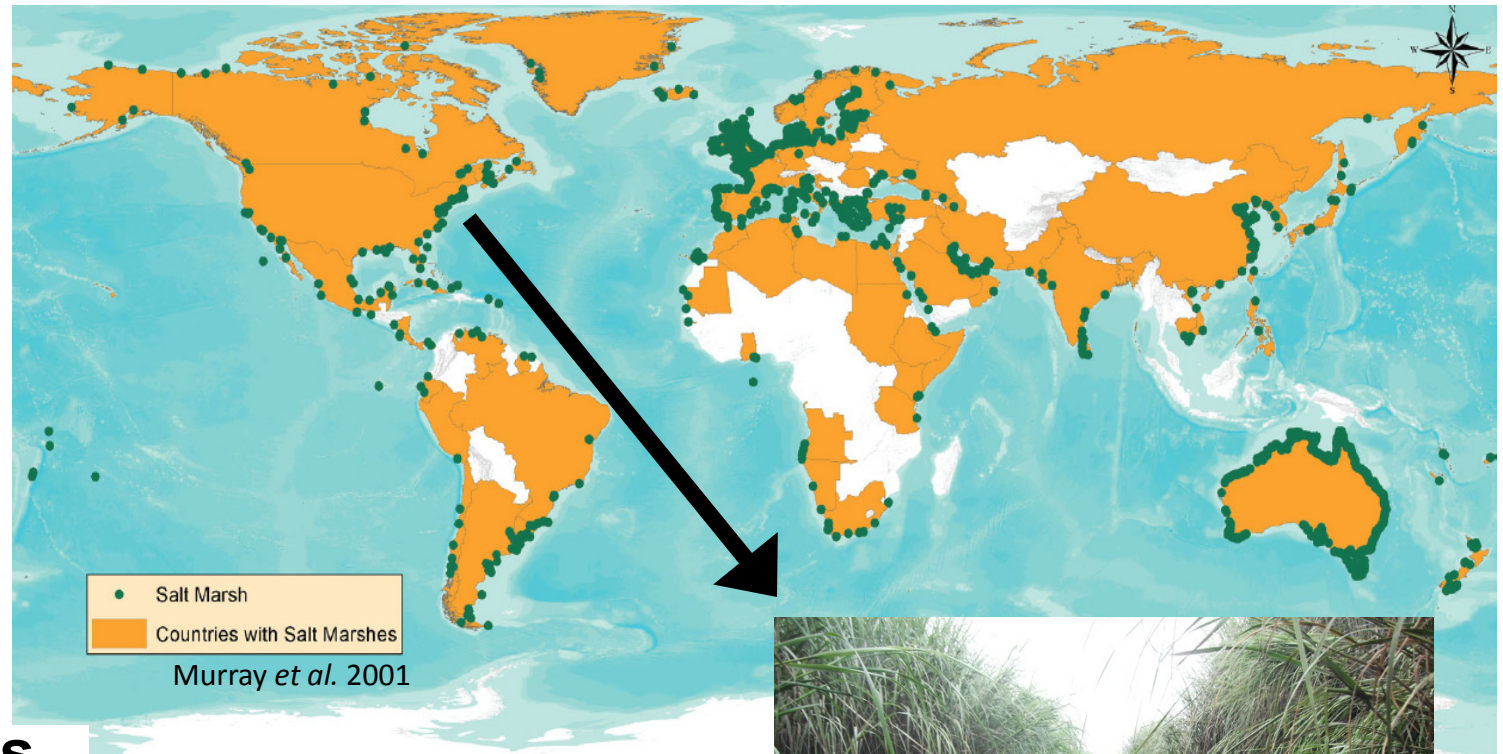 N
W E
S
Salt Marsh
Countries with Salt Marshes
Murray et al. 2001
s